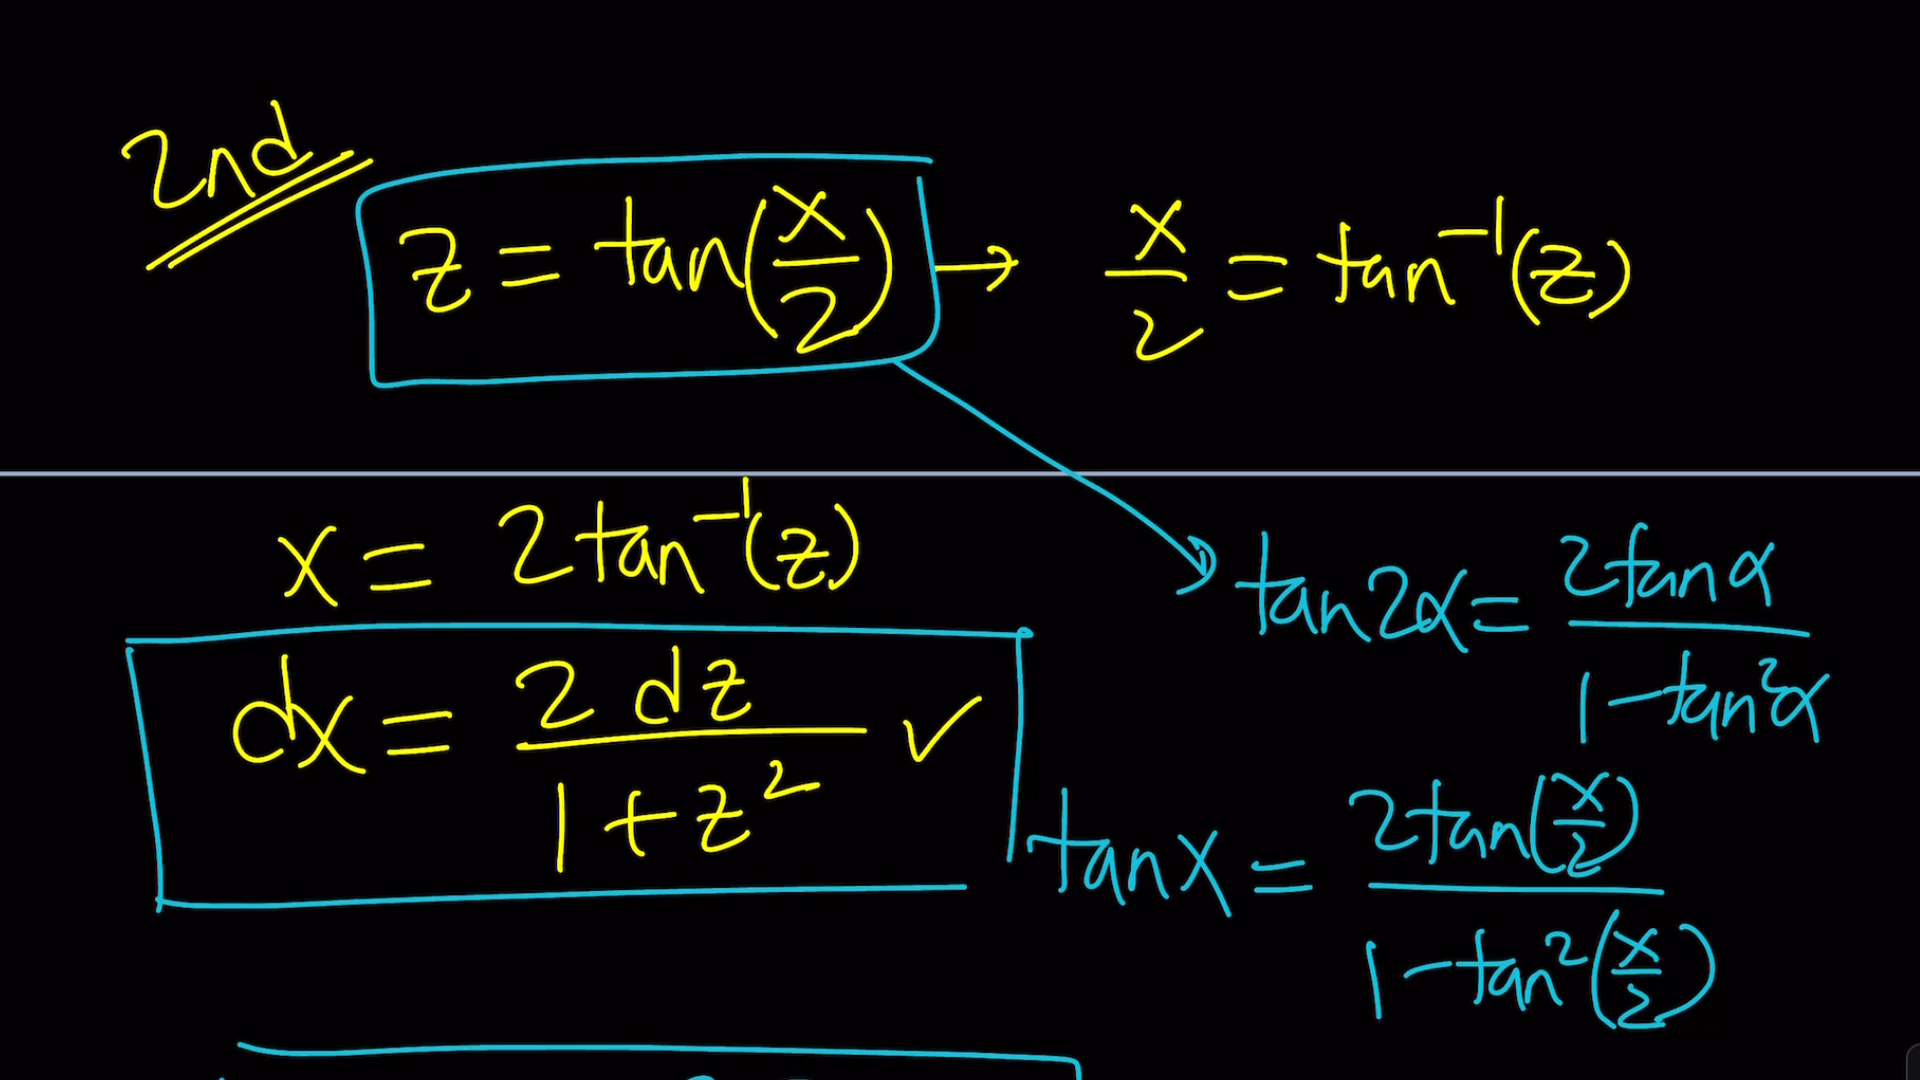 2nd
z = tan(x/2) → x/2 = tan⁻¹(z)
x = 2tan⁻¹(z)
dx = 2 dz / 1+z² ✓
tan2α = 2tanα / 1-tan²α
tanx = 2tan(x/2) / 1-tan²(x/2)